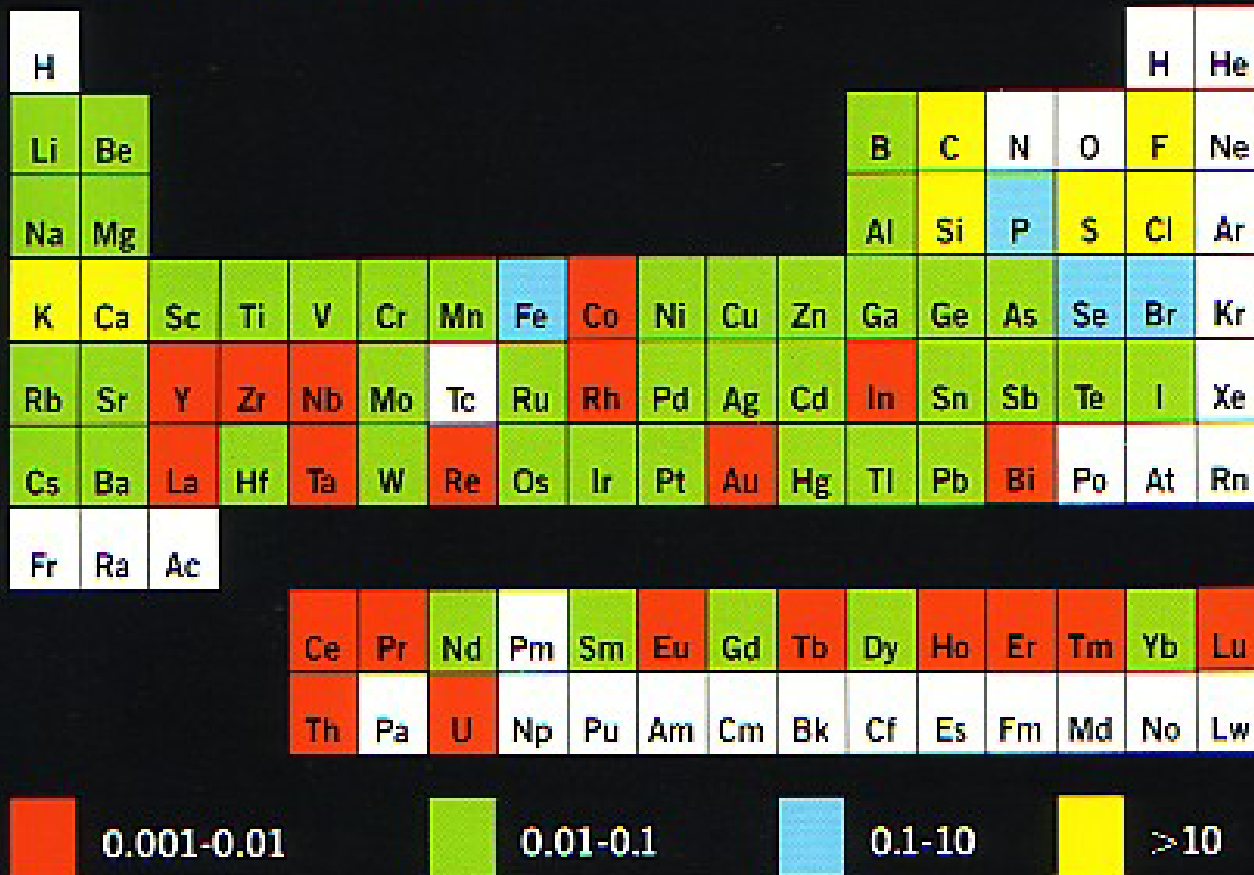 H H He
Li Be B C N O F Ne
Na Mg Al Si P S Cl Ar
K Ca Sc Ti V Cr Mn Fe Co Ni Cu Zn Ga Ge As Se Br Kr
Rb Sr Y Zr Nb Mo Tc Ru Rh Pd Ag Cd In Sn Sb Te I Xe
Cs Ba La Hf Ta W Re Os Ir Pt Au Hg Tl Pb Bi Po At Rn
Fr Ra Ac
Ce Pr Nd Pm Sm Eu Gd Tb Dy Ho Er Tm Yb Lu
Th Pa U Np Pu Am Cm Bk Cf Es Fm Md No Lw
0.001-0.01 0.01-0.1 0.1-10 >10